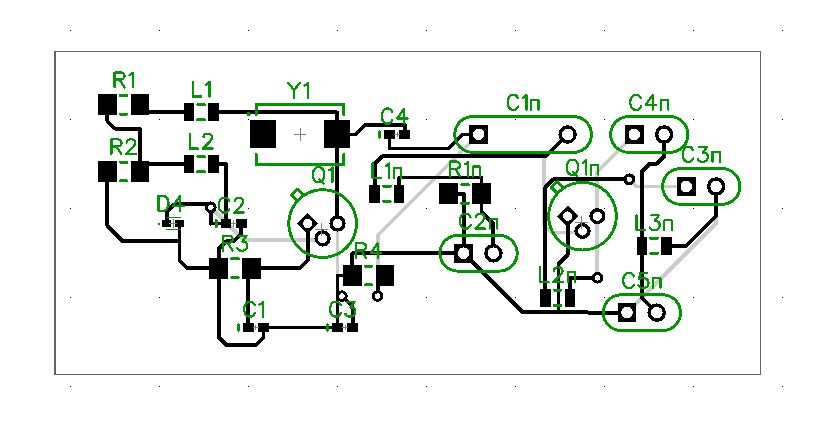 R1
L1
Y1
C4
C1п
C4п
R2
L2
Q1
L1п
R1п
Q1п
C3п
D4
C2
C2п
L3п
R3
R4
L2п
C5п
C1
C3